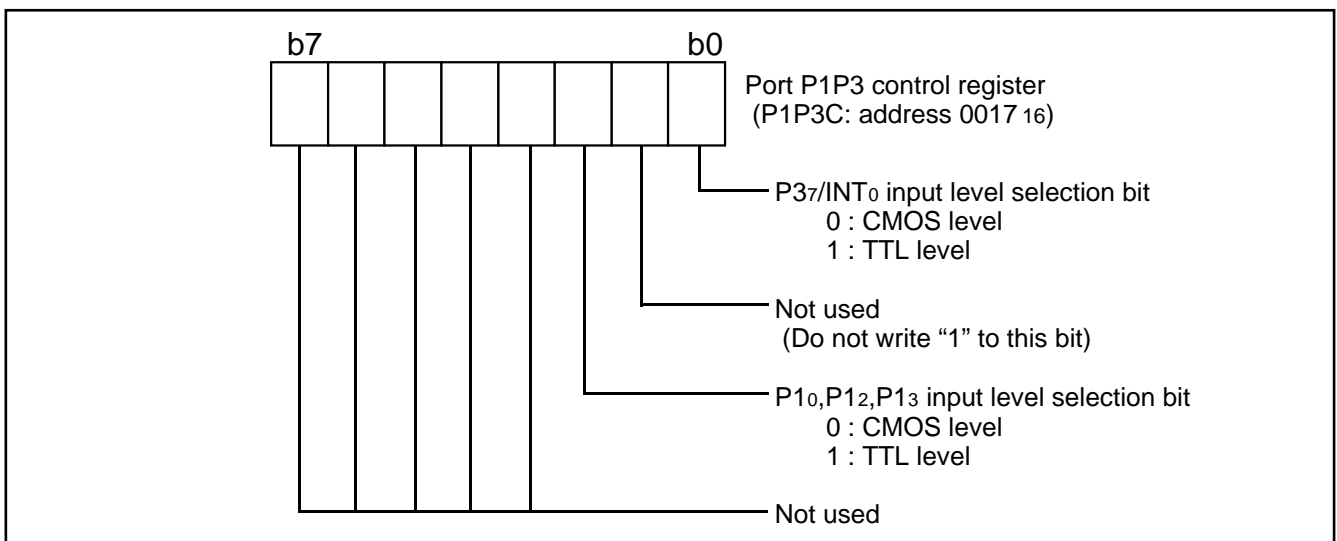 b7 b0
Port P1P3 control register
(P1P3C: address 0017 16)
P37/INT0 input level selection bit
0 : CMOS level
1 : TTL level
Not used
(Do not write “1” to this bit)
P10,P12,P13 input level selection bit
0 : CMOS level
1 : TTL level
Not used